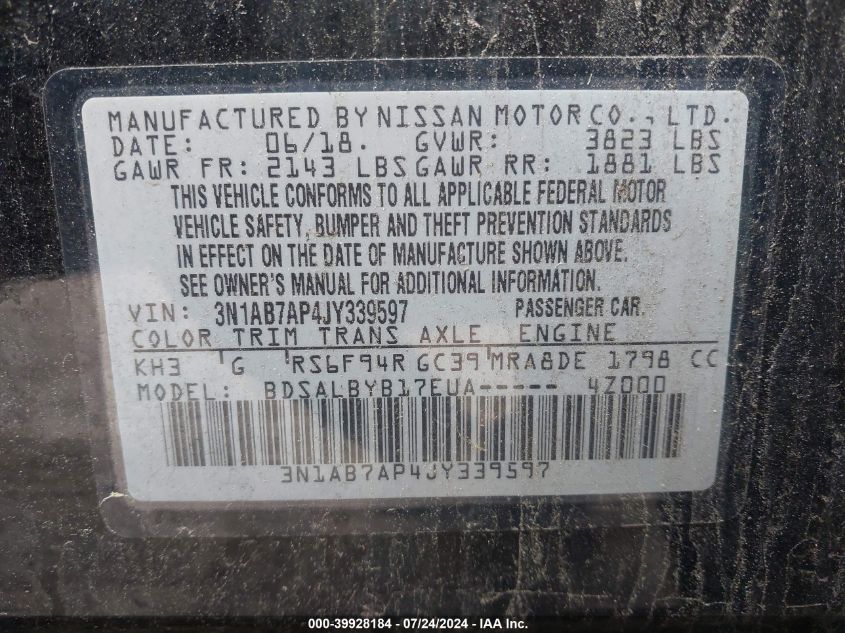 MANUFACTURED BY NISSAN MOTOR CO., LTD.
DATE: 06/18. GVWR: 3823 LBS
GAWR FR: 2143 LBS GAWR RR: 1881 LBS
THIS VEHICLE CONFORMS TO ALL APPLICABLE FEDERAL MOTOR
VEHICLE SAFETY, BUMPER AND THEFT PREVENTION STANDARDS
IN EFFECT ON THE DATE OF MANUFACTURE SHOWN ABOVE.
SEE OWNER'S MANUAL FOR ADDITIONAL INFORMATION.
VIN: 3N1AB7AP4JY339597 PASSENGER CAR.
COLOR TRIM TRANS AXLE ENGINE
KH3 G RS6F94R GC39 MRA8DE 1798 CC
MODEL: BDSALBYB17EUA----- 4Z000
3N1AB7AP4JY339597
000-39928184 - 07/24/2024 - IAAI.com